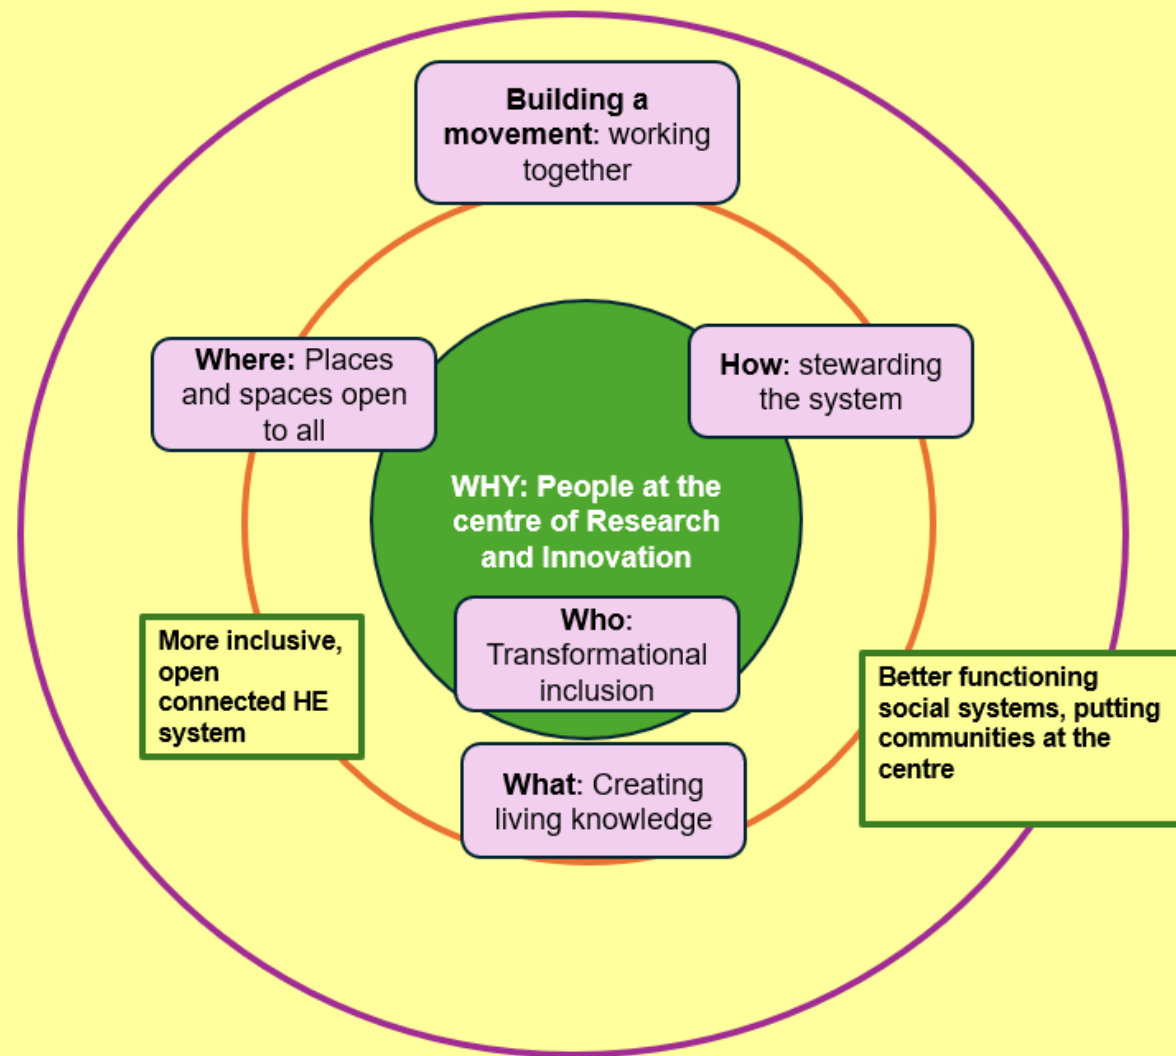 Building a
movement: working
together
Where: Places
and spaces open
to all
How: stewarding
the system
WHY: People at the
centre of Research
and Innovation
Who:
Transformational
inclusion
More inclusive,
open
connected HE
system
Better functioning
social systems, putting
communities at the
centre
What: Creating
living knowledge